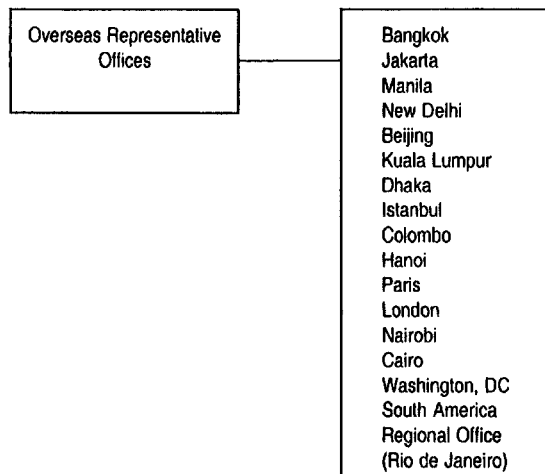 Overseas Representative
Offices
Bangkok
Jakarta
Manila
New Delhi
Beijing
Kuala Lumpur
Dhaka
Istanbul
Colombo
Hanoi
Paris
London
Nairobi
Cairo
Washington, DC
South America
Regional Office
(Rio de Janeiro)